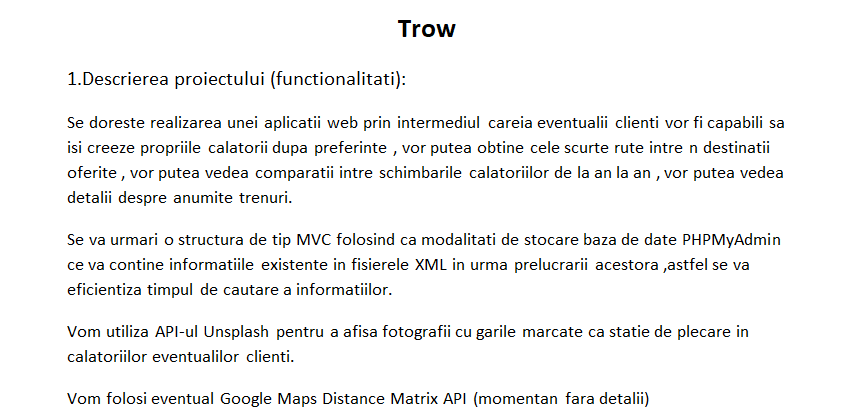 Trow
1.Descrierea proiectului (functionalitati):
Se doreste realizarea unei aplicatii web prin intermediul careia eventualii clienti vor fi capabili sa
isi creeze propriile calatorii dupa preferinte , vor putea obtine cele scurte rute intre n destinatii
oferite , vor putea vedea comparatii intre schimbarile calatoriilor de la an la an , vor putea vedea
detalii despre anumite trenuri.
Se va urmari o structura de tip MVC folosind ca modalitati de stocare baza de date PHPMyAdmin
ce va contine informatiile existente in fisierele XML in urma prelucrarii acestora ,astfel se va
eficientiza timpul de cautare a informatiilor.
Vom utiliza API-ul Unsplash pentru a afisa fotografii cu garile marcate ca statie de plecare in
calatoriilor eventualilor clienti.
Vom folosi eventual Google Maps Distance Matrix API (momentan fara detalii)